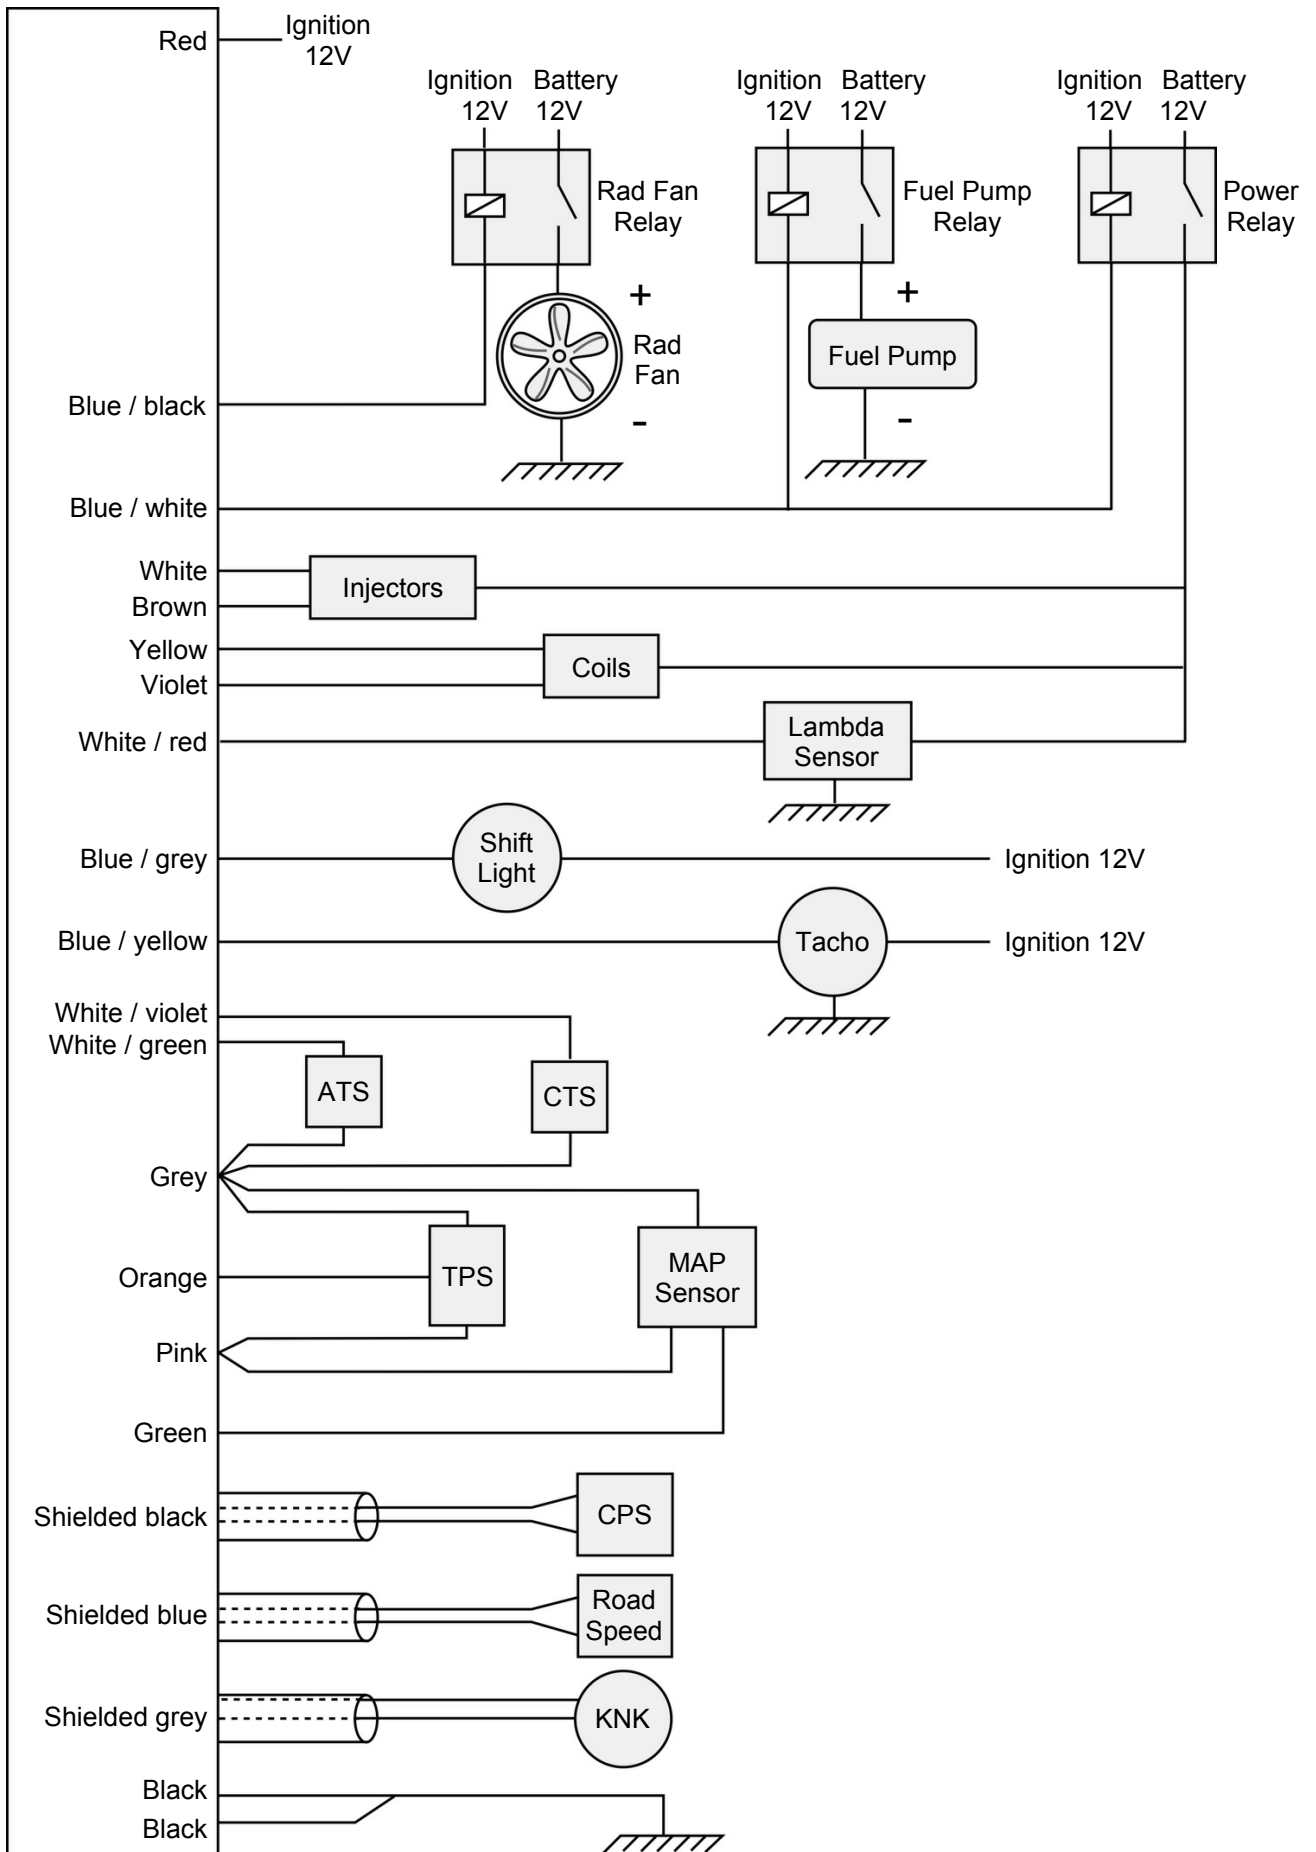 Red
Ignition
12V
Ignition Battery
12V 12V
Ignition Battery
12V 12V
Ignition Battery
12V 12V
Rad Fan
Relay
Fuel Pump
Relay
Power
Relay
+
Rad
Fan
-
+
Fuel Pump
-
Blue / black
Blue / white
White
Brown
Injectors
Yellow
Violet
Coils
White / red
Lambda
Sensor
Blue / grey
Shift
Light
Ignition 12V
Blue / yellow
Tacho
Ignition 12V
White / violet
White / green
ATS
CTS
Grey
Orange
TPS
MAP
Sensor
Pink
Green
Shielded black
CPS
Shielded blue
Road
Speed
Shielded grey
KNK
Black
Black